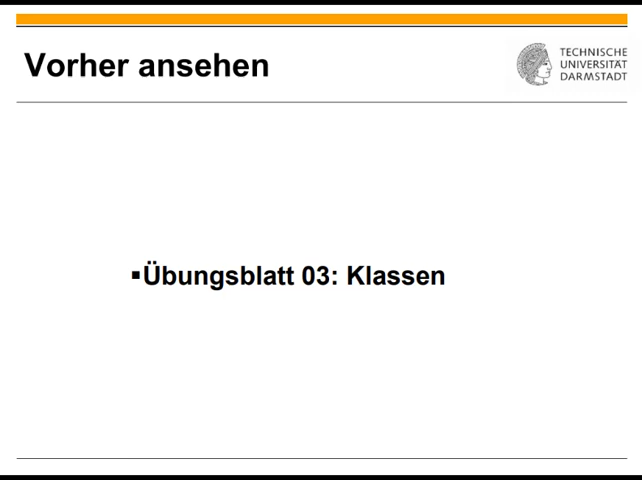 Vorher ansehen
TECHNISCHE
UNIVERSITÄT
DARMSTADT
▪Übungsblatt 03: Klassen